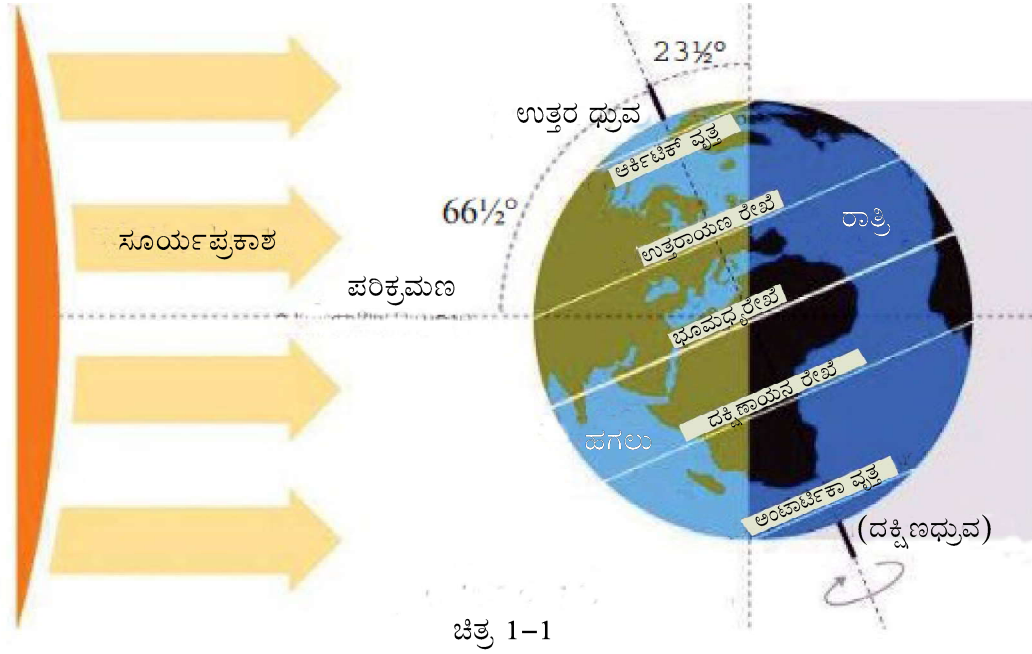 23½°
ಉತ್ತರ ಧ್ರುವ
ಆರ್ಕಿಟಿಕ್ ವೃತ್ತ
66½°
ಉತ್ತರಾಯಣ ರೇಖೆ
ರಾತ್ರಿ
ಸೂರ್ಯಪ್ರಕಾಶ
ಪರಿಕ್ರಮಣ
ಭೂಮಧ್ಯರೇಖೆ
ದಕ್ಷಿಣಾಯನ ರೇಖೆ
ಹಗಲು
ಅಂಟಾರ್ಟಿಕಾ ವೃತ್ತ
(ದಕ್ಷಿಣಧ್ರುವ)
ಚಿತ್ರ 1-1